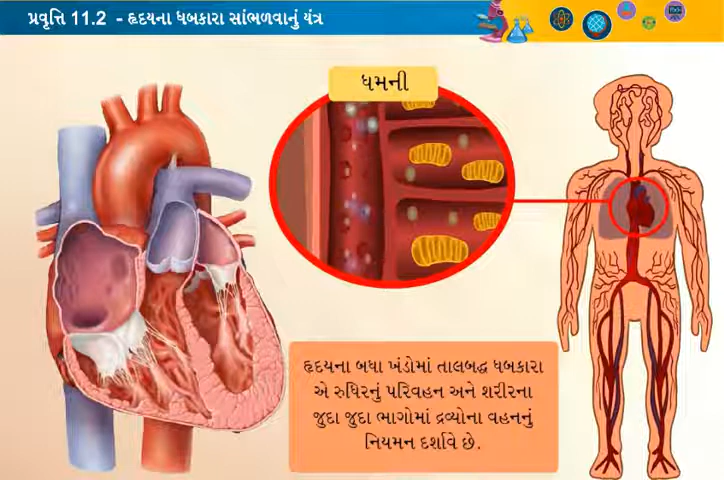 પ્રવૃત્તિ 11.2 - હૃદયના ધબકારા સાંભળવાનું યંત્ર
ધમની
હૃદયના બધા ખંડોમાં તાલબદ્ધ ધબકારા
એ રુધિરનું પરિવહન અને શરીરના
જુદા જુદા ભાગોમાં દ્રવ્યોના વહનનું
નિયમન દર્શાવે છે.